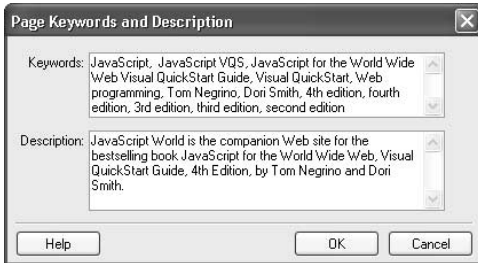 Page Keywords and Description
Keywords: JavaScript, JavaScript VQS, JavaScript for the World Wide
Web Visual QuickStart Guide, Visual QuickStart, Web
programming, Tom Negrino, Dori Smith, 4th edition, fourth
edition, 3rd edition, third edition, second edition
Description: JavaScript World is the companion Web site for the
bestselling book JavaScript for the World Wide Web, Visual
QuickStart Guide, 4th Edition, by Tom Negrino and Dori
Smith.
Help OK Cancel